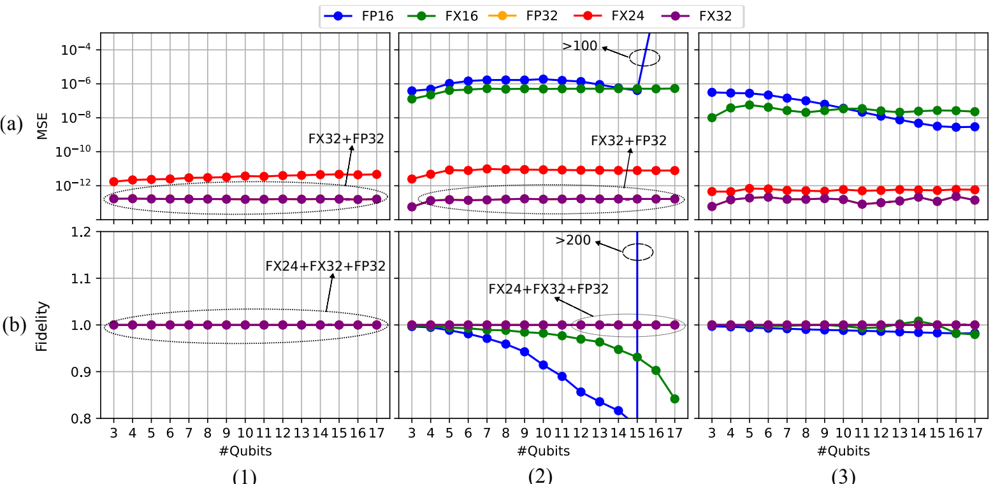 FP16 FX16 FP32 FX24 FX32
(a)
MSE
10⁻⁴
10⁻⁶
10⁻⁸
10⁻¹⁰
10⁻¹²
FX32+FP32
>100
FX32+FP32
(b)
Fidelity
1.2
1.1
1.0
0.9
0.8
FX24+FX32+FP32
>200
FX24+FX32+FP32
3 4 5 6 7 8 9 10 11 12 13 14 15 16 17
3 4 5 6 7 8 9 10 11 12 13 14 15 16 17
3 4 5 6 7 8 9 10 11 12 13 14 15 16 17
#Qubits
#Qubits
#Qubits
(1)
(2)
(3)